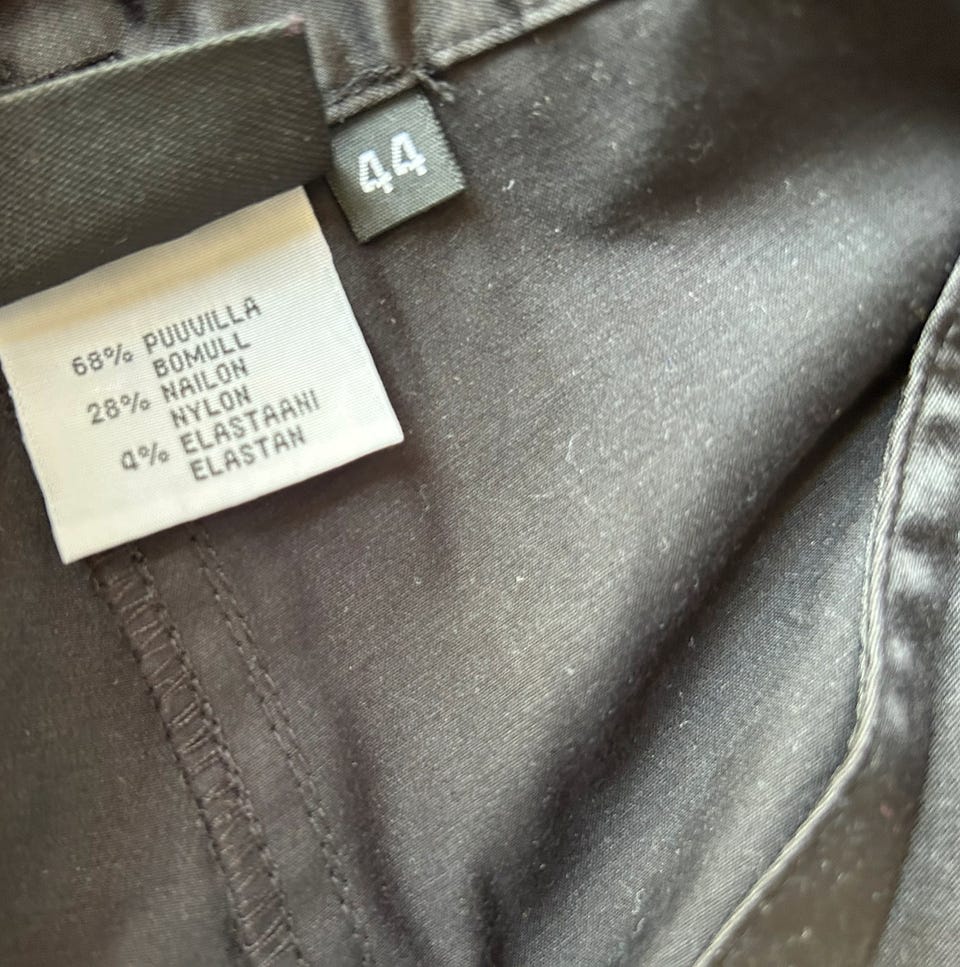 44
68% PUUVILLA
BOMULL
28% NAILON
NYLON
4% ELASTAANI
ELASTAN